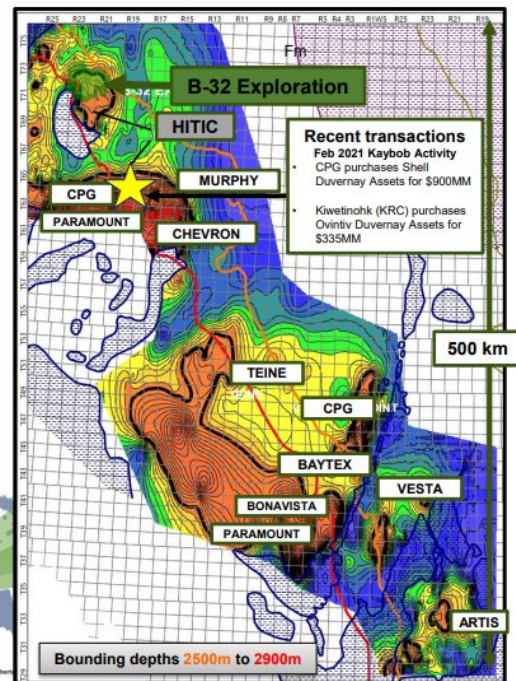 R25 R23 R21 R19 R17 R15 R13 R11 R9 R8 R7 R5 R4 R3 R1W5 R25 R23 R21 R19
T75
T73
T71
T69
T67
T65
T63
T61
T59
T49
T47
T45
T43
T41
T39
T37
T35
T33
T31
T29
Fm
B-32 Exploration
HITIC
Recent transactions
Feb 2021 Kaybob Activity
• CPG purchases Shell
Duvernay Assets for
$900MM
• Kiwetinohk (KRC) purchases
Ovintiv Duvernay Assets for
$335MM
MURPHY
CPG
PARAMOUNT
CHEVRON
500 km
TEINE
CPG
BAYTEX
VESTA
BONAVISTA
PARAMOUNT
ARTIS
Bounding depths 2500m to 2900m